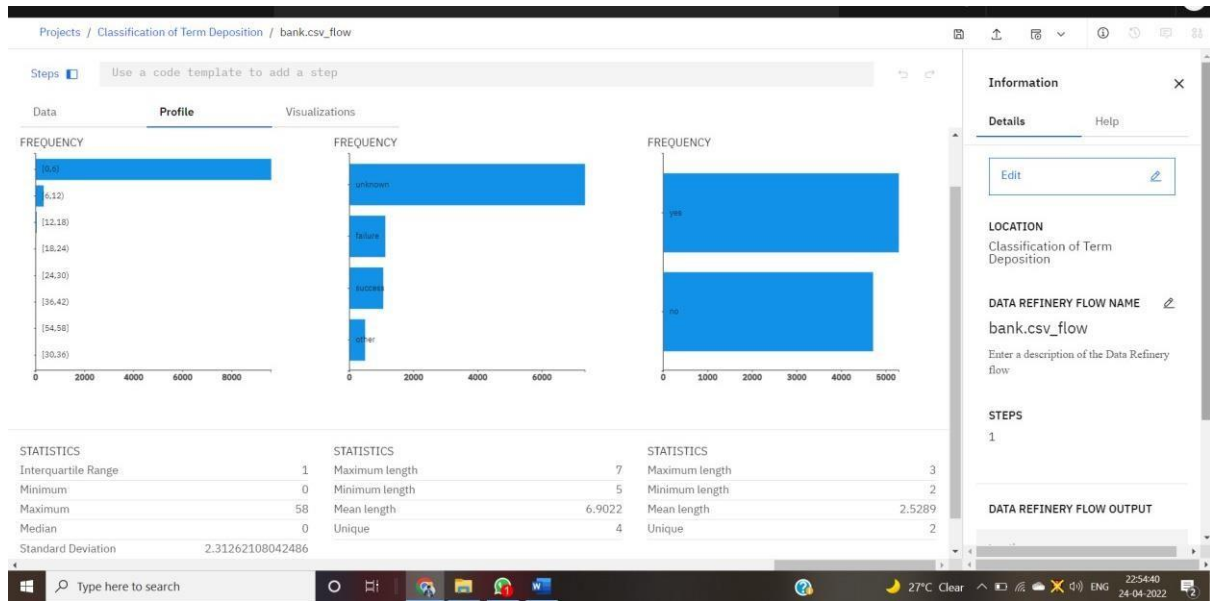 Projects / Classification of Term Deposition / bank.csv_flow
Steps Use a code template to add a step
Data Profile Visualizations
FREQUENCY
[0,6)
[6,12)
[12,18)
[18,24)
[24,30)
[36,42)
[54,58]
[30,36)
0 2000 4000 6000 8000
FREQUENCY
unknown
failure
success
other
0 2000 4000 6000
FREQUENCY
yes
no
0 1000 2000 3000 4000 5000
STATISTICS
Interquartile Range 1
Minimum 0
Maximum 58
Median 0
Standard Deviation 2.31262108042486
STATISTICS
Maximum length 7
Minimum length 5
Mean length 6.9022
Unique 4
STATISTICS
Maximum length 3
Minimum length 2
Mean length 2.5289
Unique 2
Information
Details Help
Edit
LOCATION
Classification of Term
Deposition
DATA REFINERY FLOW NAME
bank.csv_flow
Enter a description of the Data Refinery
flow
STEPS
1
DATA REFINERY FLOW OUTPUT
Type here to search
27°C Clear
ENG
22:54:40
24-04-2022
2